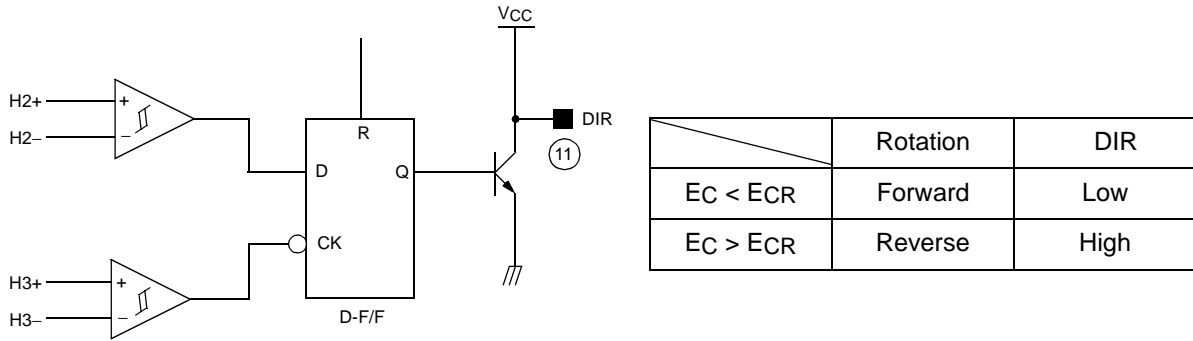 VCC
H2+
H2−
+
−
R
D
Q
CK
DIR
11
H3+
H3−
+
−
D-F/F
Rotation DIR
EC < ECR Forward Low
EC > ECR Reverse High